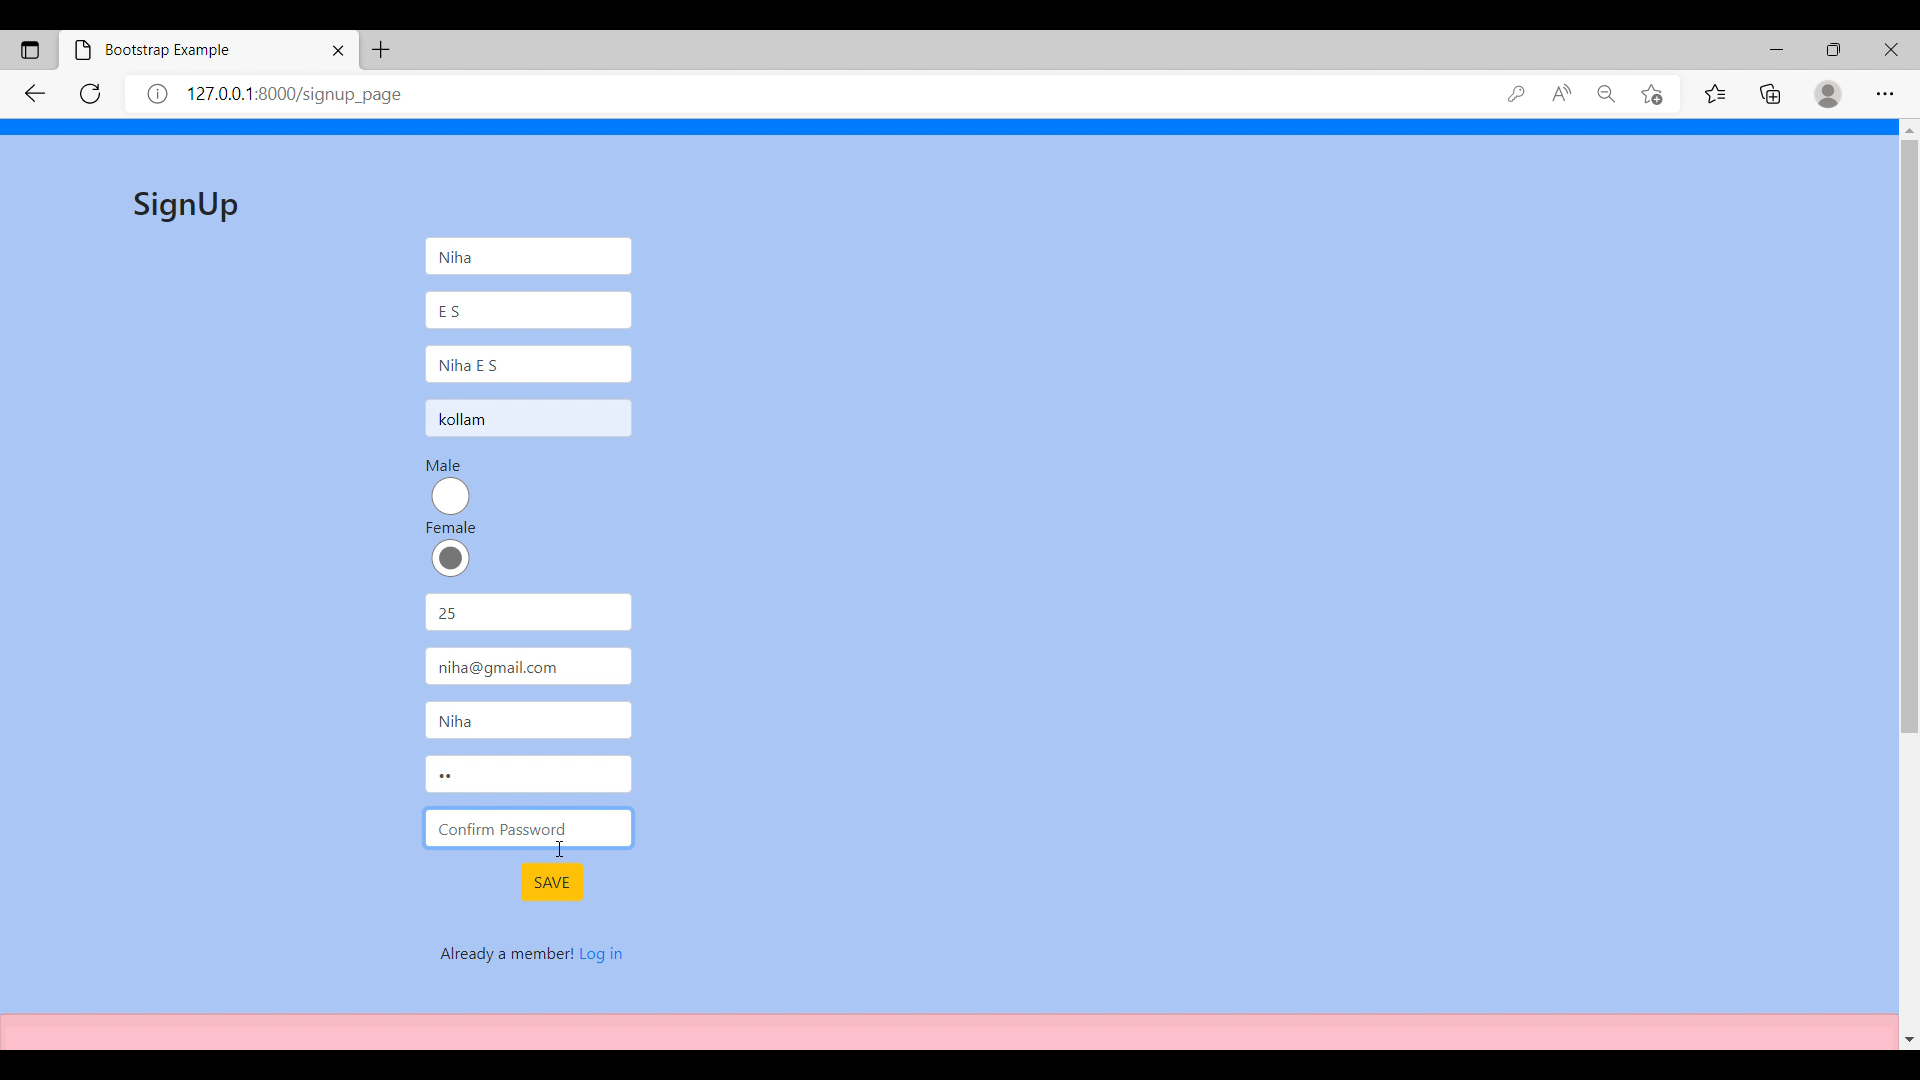 Bootstrap Example
127.0.0.1:8000/signup_page
SignUp
Niha
E S
Niha E S
kollam
Male
Female
25
niha@gmail.com
Niha
••
Confirm Password
SAVE
Already a member! Log in